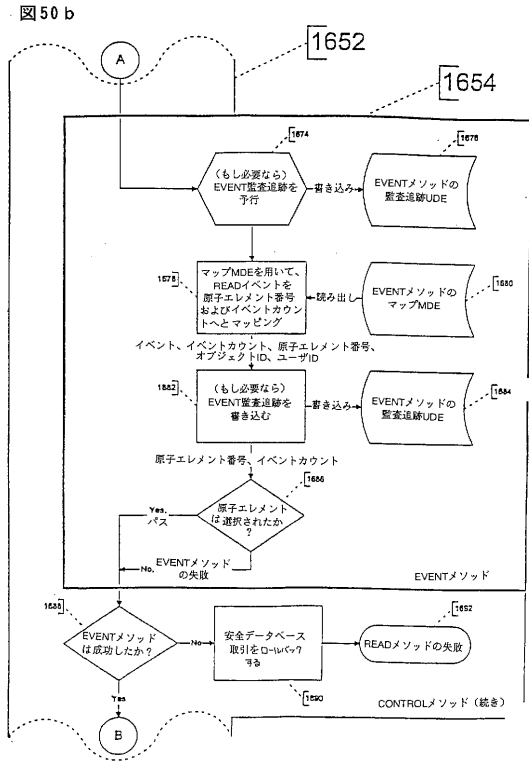 図50b
1652
A
1654
1674
1676
(もし必要なら)
EVENT監査追跡を
予行
書き込み
EVENTメソッドの
監査追跡UDE
1678
マップMDEを用いて、
READイベントを
原子エレメント番号
およびイベントカウント
へとマッピング
読み出し
1680
EVENTメソッドの
マップMDE
イベント、イベントカウント、原子エレメント番号、
オブジェクトID、ユーザID
1682
(もし必要なら)
EVENT監査追跡を
書き込む
書き込み
1684
EVENTメソッドの
監査追跡UDE
原子エレメント番号、イベントカウント
1686
原子エレメント
は選択されたか
?
Yes.
パス
No.
EVENTメソッド
の失敗
EVENTメソッド
1688
EVENTメソッド
は成功したか?
No
安全データベース
取引をロールバック
する
1690
1692
READメソッドの失敗
Yes
CONTROLメソッド(続き)
B